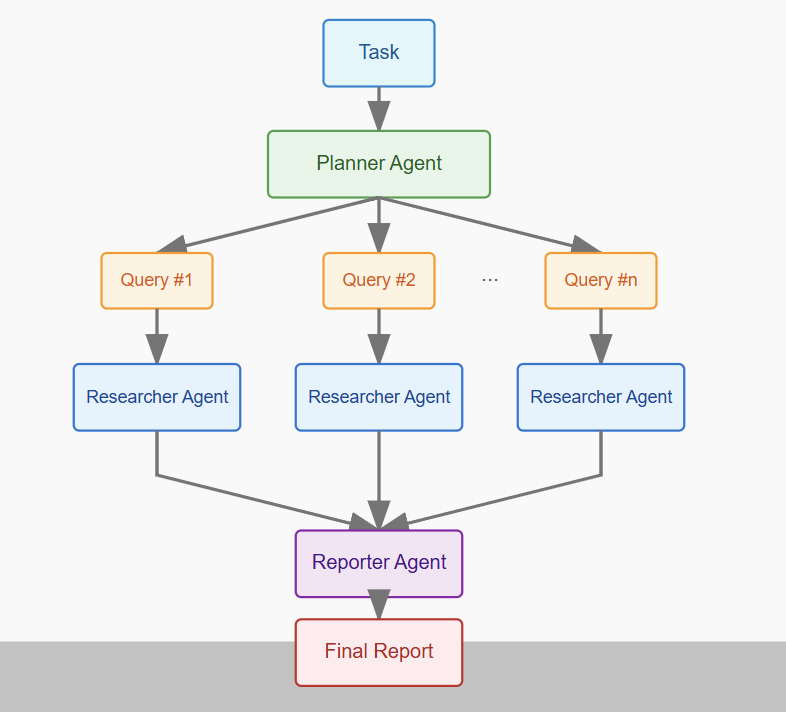 Task
Planner Agent
Query #1
Query #2
...
Query #n
Researcher Agent
Researcher Agent
Researcher Agent
Reporter Agent
Final Report